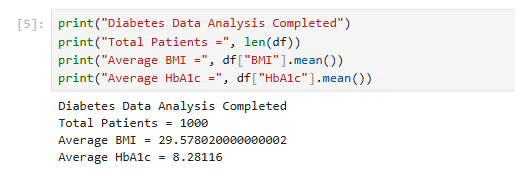 [5]:
print("Diabetes Data Analysis Completed")
print("Total Patients =", len(df))
print("Average BMI =", df["BMI"].mean())
print("Average HbA1c =", df["HbA1c"].mean())
Diabetes Data Analysis Completed
Total Patients = 1000
Average BMI = 29.578020000000002
Average HbA1c = 8.28116